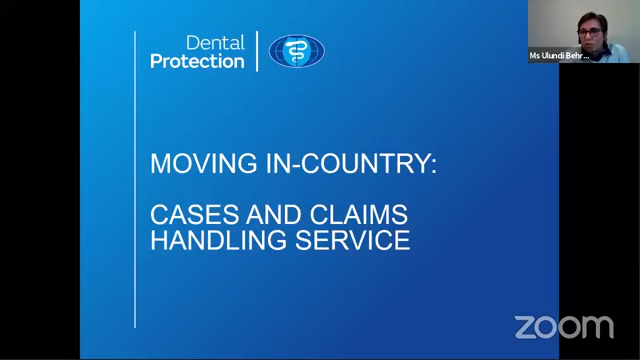 Dental
Protection
Ms Ulundi Behr...
MOVING IN-COUNTRY:
CASES AND CLAIMS
HANDLING SERVICE
zoom